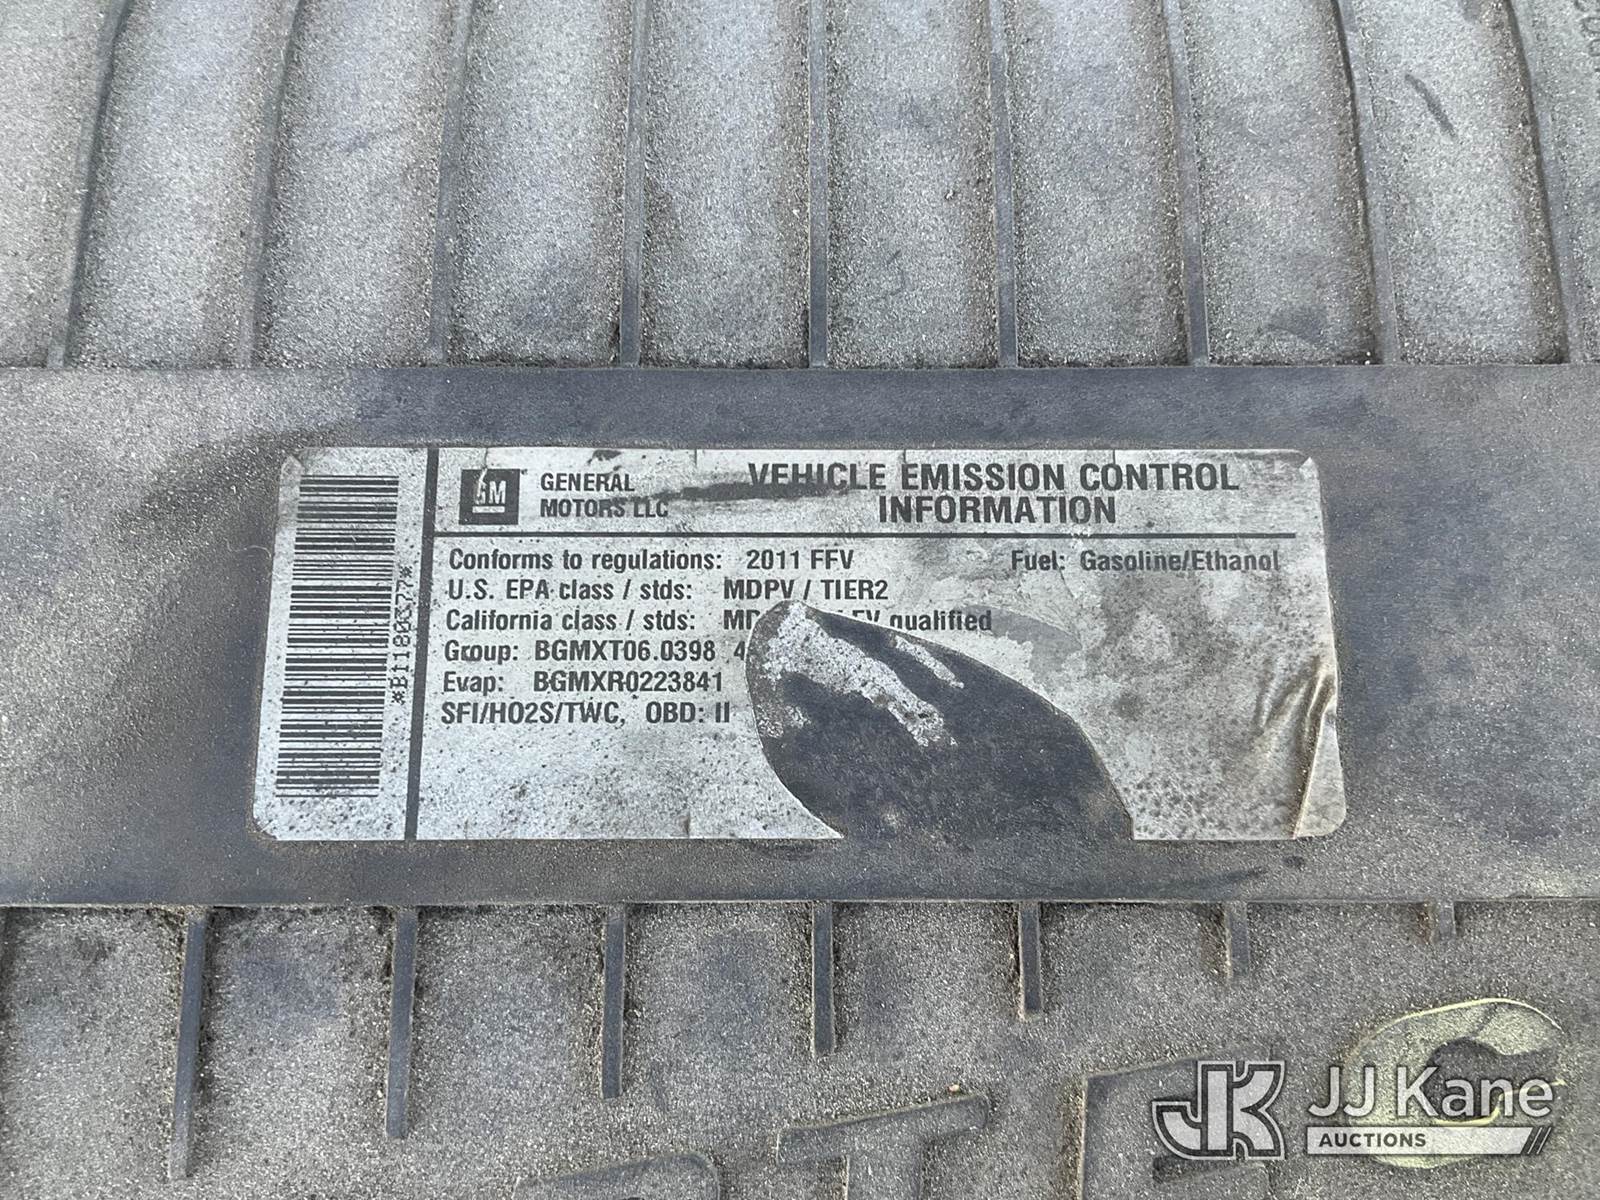 GM GENERAL MOTORS LLC
VEHICLE EMISSION CONTROL
INFORMATION
Conforms to regulations: 2011 FFV Fuel: Gasoline/Ethanol
U.S. EPA class / stds: MDPV / TIER2
California class / stds: qualified
Group: BGMXT06.0398
Evap: BGMXR0223841
SFI/HO2S/TWC, OBD: II
JK JJ Kane
AUCTIONS